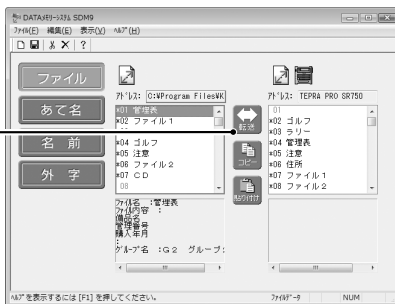 DATAﾒﾓﾘｰｼｽﾃﾑ SDM9
ﾌｧｲﾙ(F) 編集(E) 表示(V) ﾍﾙﾌﾟ(H)
ファイル
あて名
名前
外字
ｱﾄﾞﾚｽ: C:¥Program Files¥K
*01 管理表
*02 ファイル1
03
*04 ゴルフ
*05 注意
*06 ファイル2
*07 CD
08
ﾌｧｲﾙ名 :管理表
ﾌｧｲﾙ内容 :
備品名
管理番号
購入年月
:
ｸﾞﾙｰﾌﾟ名 :G2 グループ:
転送
コピー
貼り付け
ｱﾄﾞﾚｽ: TEPRA PRO SR750
01
*02 ゴルフ
*03 ラリー
*04 管理表
*05 注意
*06 住所
*07 ファイル1
*08 ファイル2
ﾍﾙﾌﾟを表示するには [F1] を押してください。
ﾌｧｲﾙﾃﾞｰﾀ
NUM